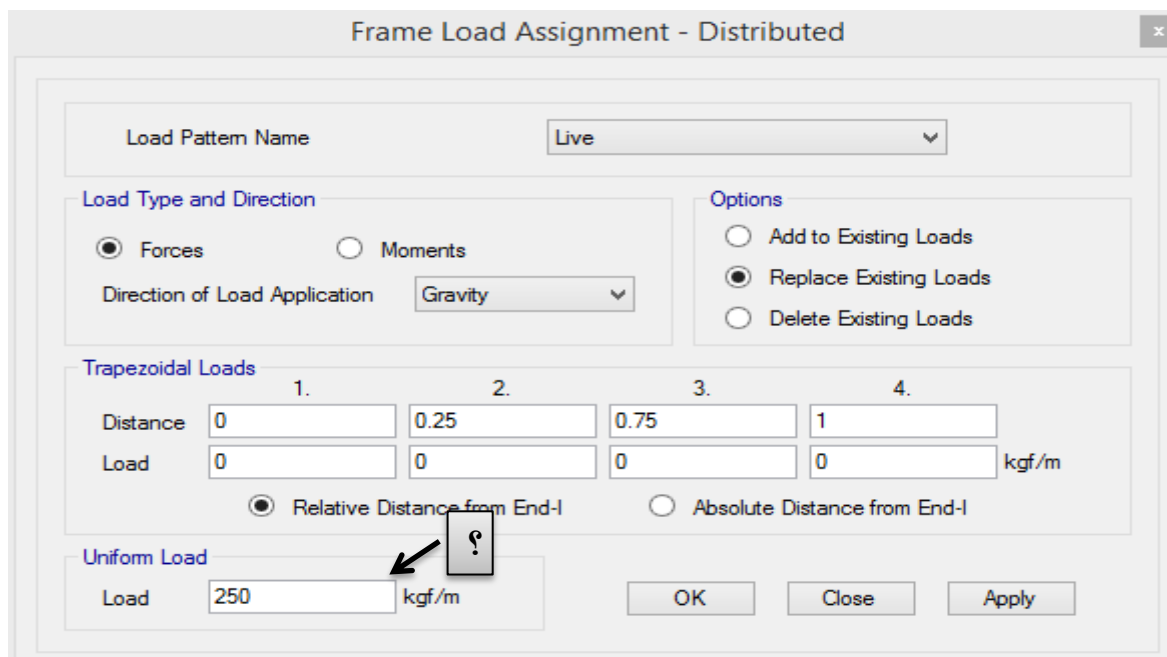 Frame Load Assignment - Distributed
x
Load Pattern Name Live
Load Type and Direction
Forces Moments
Direction of Load Application Gravity
Options
Add to Existing Loads
Replace Existing Loads
Delete Existing Loads
Trapezoidal Loads
1. 2. 3. 4.
Distance 0 0.25 0.75 1
Load 0 0 0 0 kgf/m
Relative Distance from End-I Absolute Distance from End-I
؟
Uniform Load
Load 250 kgf/m
OK Close Apply